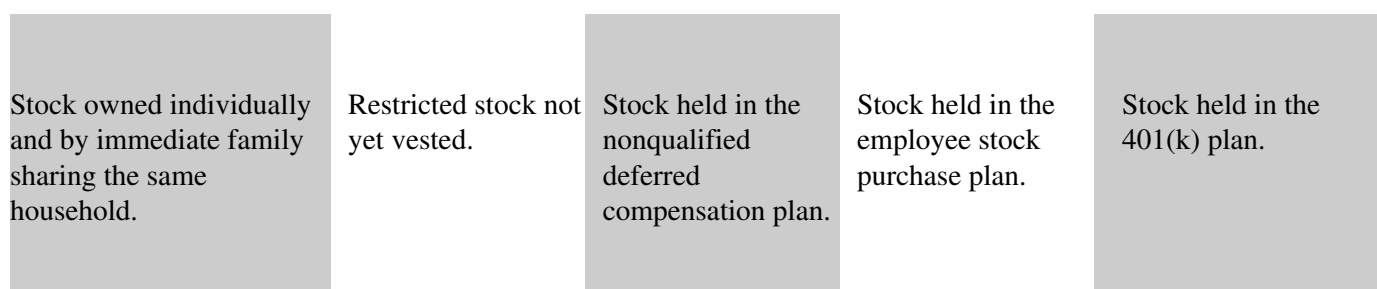 Stock owned individually
and by immediate family
sharing the same
household.
Restricted stock not
yet vested.
Stock held in the
nonqualified
deferred
compensation plan.
Stock held in the
employee stock
purchase plan.
Stock held in the
401(k) plan.